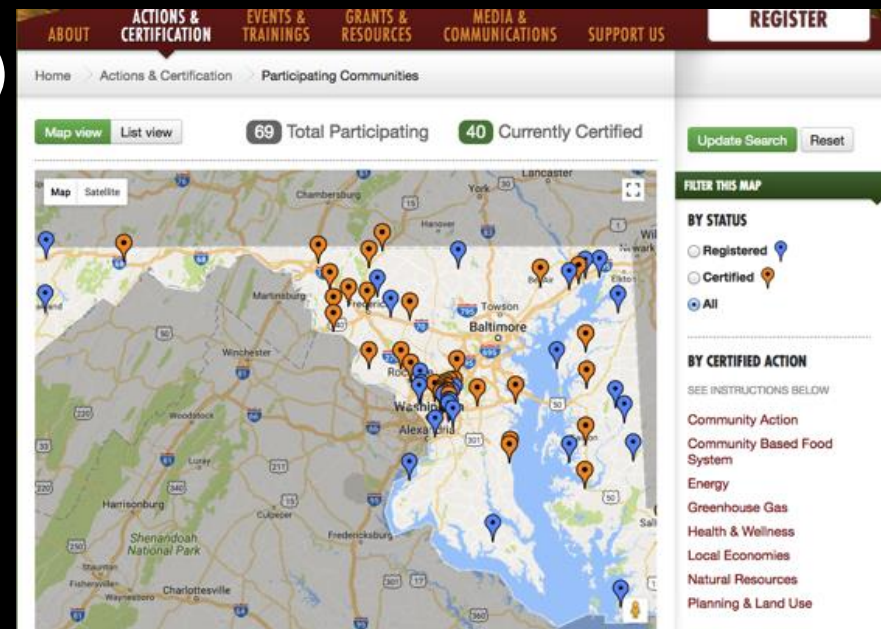 ABOUT
ACTIONS &
CERTIFICATION
EVENTS &
TRAININGS
GRANTS &
RESOURCES
MEDIA &
COMMUNICATIONS
SUPPORT US
REGISTER
Home
Actions & Certification
Participating Communities
Map view
List view
69 Total Participating
40 Currently Certified
Update Search
Reset
FILTER THIS MAP
BY STATUS
Registered
Certified
All
BY CERTIFIED ACTION
SEE INSTRUCTIONS BELOW
Community Action
Community Based Food
System
Energy
Greenhouse Gas
Health & Wellness
Local Economies
Natural Resources
Planning & Land Use
Map
Satellite
Chambersburg
York
Lancaster
Hanover
Martinsburg
Towson
Baltimore
Elkton
Winchester
Woodstock
Luray
Harrisonburg
Culpeper
Shenandoah
National Park
Fredericksburg
Staunton
Waynesboro
Charlottesville